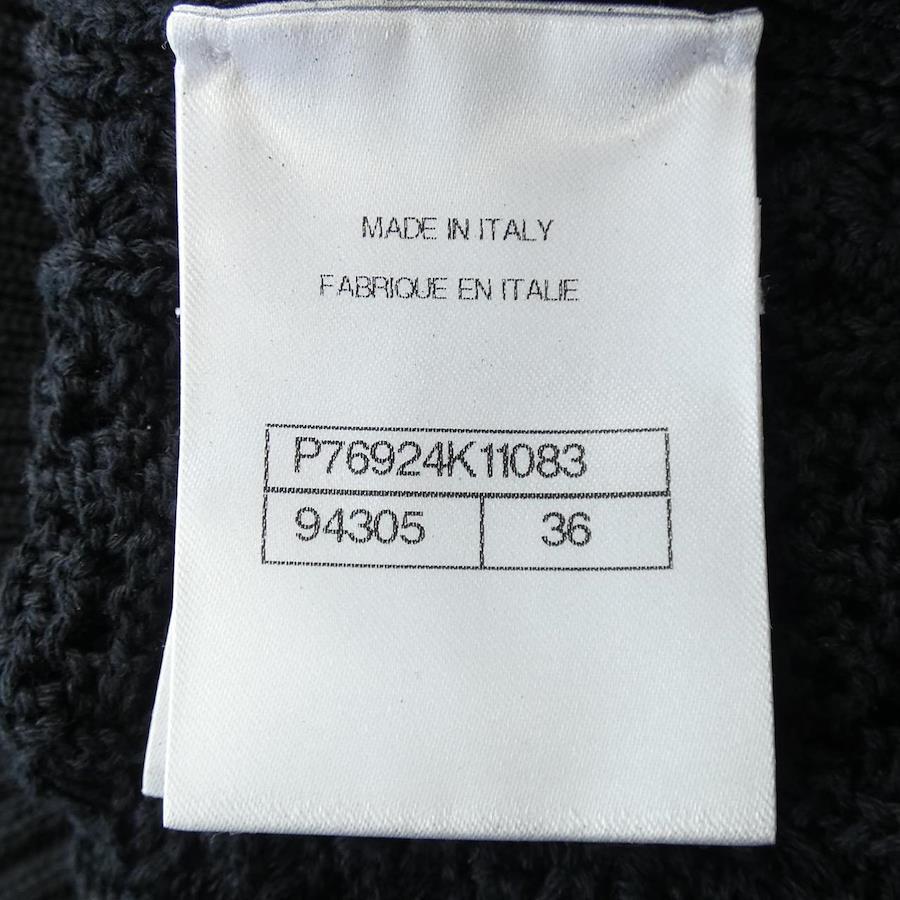 MADE IN ITALY
FABRIQUE EN ITALIE
P76924K11083
94305 36